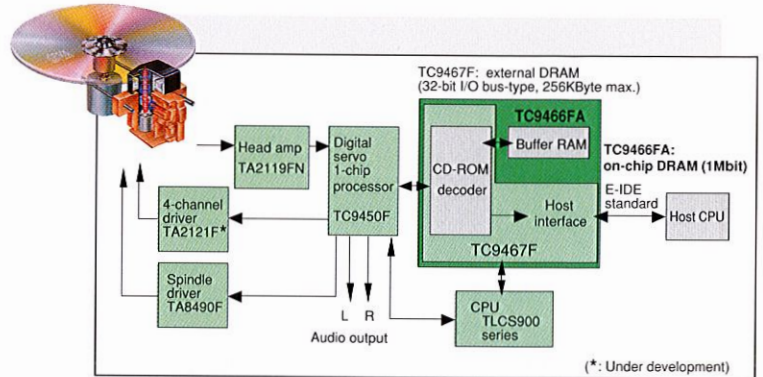 TC9467F: external DRAM
(32-bit I/O bus-type, 256KByte max.)
TC9466FA
Buffer RAM
TC9466FA:
on-chip DRAM (1Mbit)
Head amp
TA2119FN
Digital
servo
1-chip
processor
TC9450F
CD-ROM
decoder
Host
interface
TC9467F
E-IDE
standard
Host CPU
4-channel
driver
TA2121F*
Spindle
driver
TA8490F
L R
Audio output
CPU
TLCS900
series
(*: Under development)